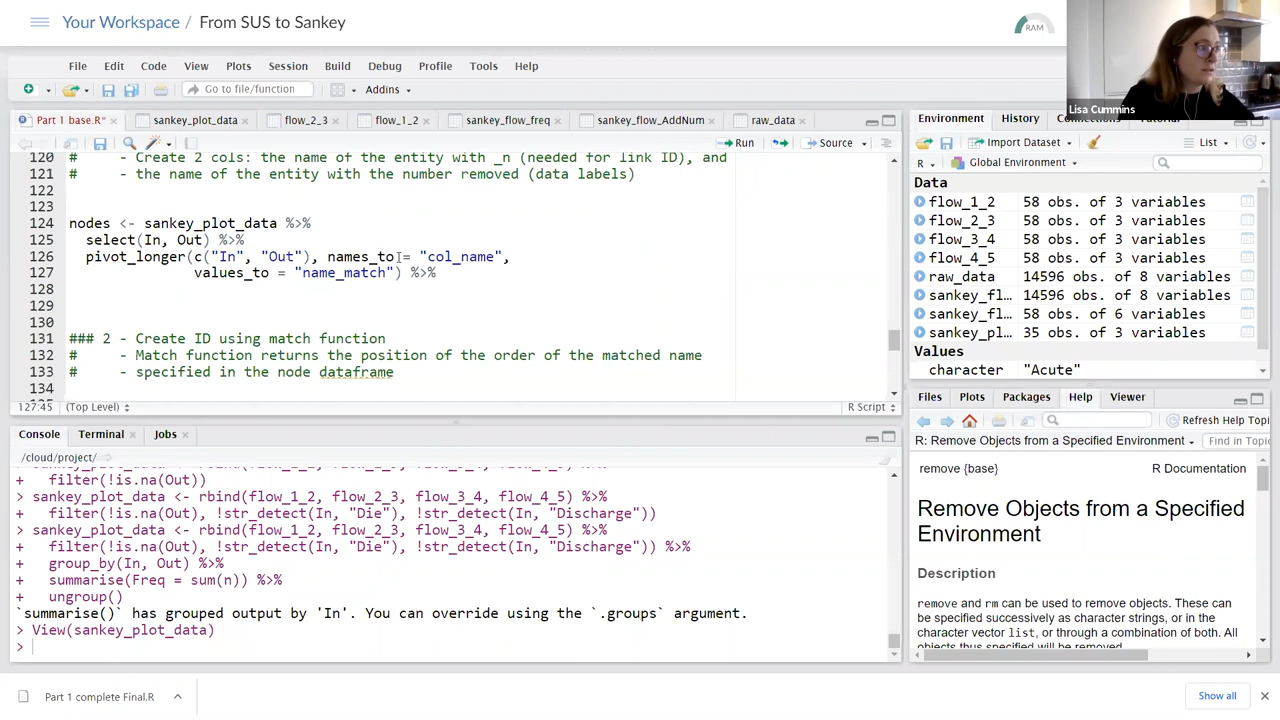 Your Workspace / From SUS to Sankey
RAM
Lisa Cummins
File Edit Code View Plots Session Build Debug Profile Tools Help
Go to file/function Addins
Part 1 base.R* sankey_plot_data flow_2_3 flow_1_2 sankey_flow_freq sankey_flow_AddNum raw_data
Run Source
120 # - Create 2 cols: the name of the entity with _n (needed for link ID), and
121 # - the name of the entity with the number removed (data labels)
122
123
124 nodes <- sankey_plot_data %>%
125 select(In, Out) %>%
126 pivot_longer(c("In", "Out"), names_to = "col_name",
127 values_to = "name_match") %>%
128
129
130
131 ### 2 - Create ID using match function
132 # - Match function returns the position of the order of the matched name
133 # - specified in the node dataframe
134
127:45 (Top Level) R Script
Console Terminal Jobs
/cloud/project/
+ filter(!is.na(Out))
> sankey_plot_data <- rbind(flow_1_2, flow_2_3, flow_3_4, flow_4_5) %>%
+ filter(!is.na(Out), !str_detect(In, "Die"), !str_detect(In, "Discharge"))
> sankey_plot_data <- rbind(flow_1_2, flow_2_3, flow_3_4, flow_4_5) %>%
+ filter(!is.na(Out), !str_detect(In, "Die"), !str_detect(In, "Discharge")) %>%
+ group_by(In, Out) %>%
+ summarise(Freq = sum(n)) %>%
+ ungroup()
`summarise()` has grouped output by 'In'. You can override using the `.groups` argument.
> View(sankey_plot_data)
>
Environment History
Import Dataset List
R Global Environment
Data
flow_1_2 58 obs. of 3 variables
flow_2_3 58 obs. of 3 variables
flow_3_4 58 obs. of 3 variables
flow_4_5 58 obs. of 3 variables
raw_data 14596 obs. of 8 variables
sankey_fl… 14596 obs. of 8 variables
sankey_fl… 58 obs. of 6 variables
sankey_pl… 35 obs. of 3 variables
Values
character "Acute"
Files Plots Packages Help Viewer
Refresh Help Topi
R: Remove Objects from a Specified Environment Find in Topic
remove {base} R Documentation
Remove Objects from a Specified
Environment
Description
remove and rm can be used to remove objects. These can
be specified successively as character strings, or in the
character vector list, or through a combination of both. All
objects thus specified will be removed.
Part 1 complete Final.R
Show all